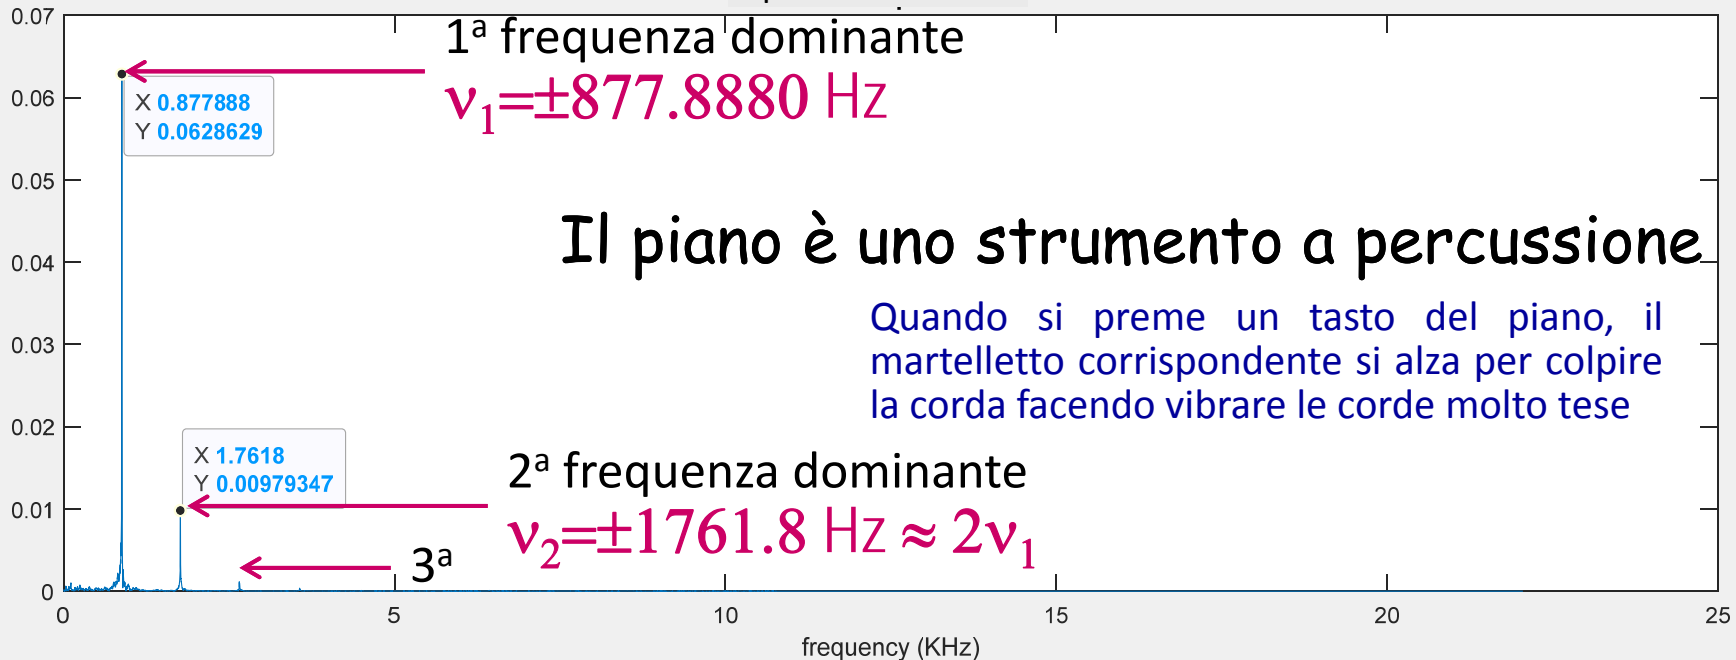 0.07
1ª frequenza dominante
ν₁=±877.8880 Hz
X 0.877888
Y 0.0628629
0.06
0.05
Il piano è uno strumento a percussione
0.04
Quando si preme un tasto del piano, il
martelletto corrispondente si alza per colpire
la corda facendo vibrare le corde molto tese
0.03
0.02
X 1.7618
Y 0.00979347
2ª frequenza dominante
ν₂=±1761.8 Hz ≈ 2ν₁
0.01
3ª
0
0 5 10 15 20 25
frequency (KHz)